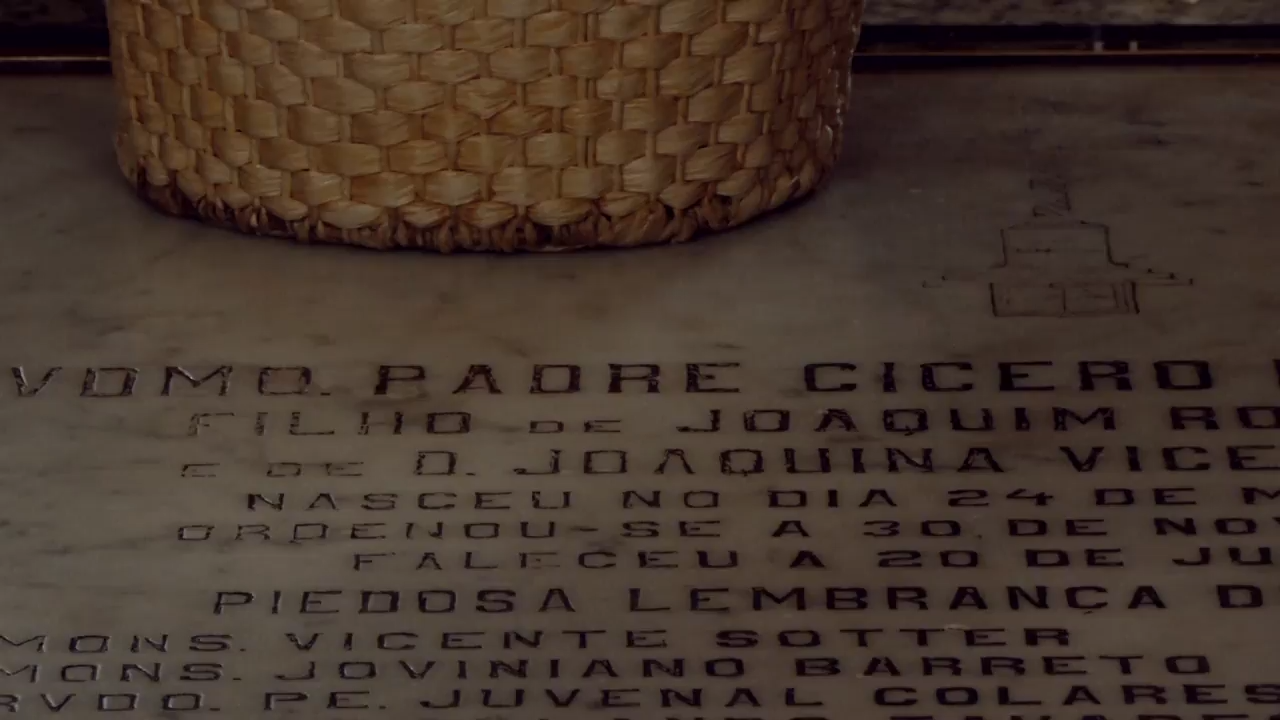 VDMO. PADRE CICERO
FILHO DE JOAQUIM RO
E DE D. JOAQUINA VICE
NASCEU NO DIA 24 DE M
ORDENOU-SE A 30 DE NOV
FALECEU A 20 DE JU
PIEDOSA LEMBRANÇA D
MONS. VICENTE SOTTER
MONS. JOVINIANO BARRETO
RVDO. PE. JUVENAL COLARES